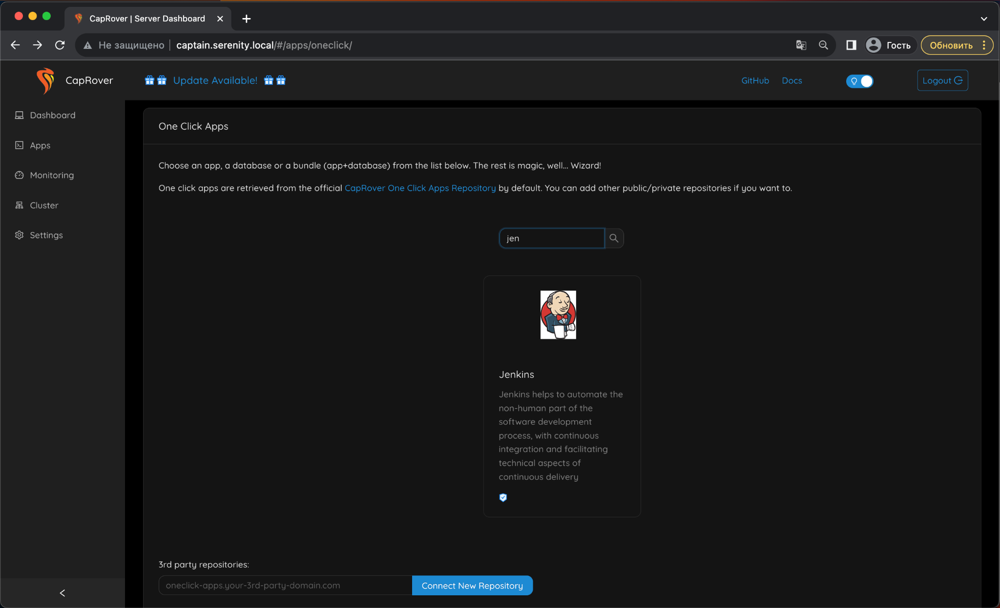 CapRover | Server Dashboard
Не защищено captain.serenity.local/#/apps/oneclick/ Гость Обновить
CapRover Update Available! GitHub Docs Logout
Dashboard
Apps
Monitoring
Cluster
Settings
One Click Apps
Choose an app, a database or a bundle (app+database) from the list below. The rest is magic, well... Wizard!
One click apps are retrieved from the official CapRover One Click Apps Repository by default. You can add other public/private repositories if you want to.
jen
Jenkins
Jenkins helps to automate the
non-human part of the
software development
process, with continuous
integration and facilitating
technical aspects of
continuous delivery
3rd party repositories:
oneclick-apps.your-3rd-party-domain.com Connect New Repository